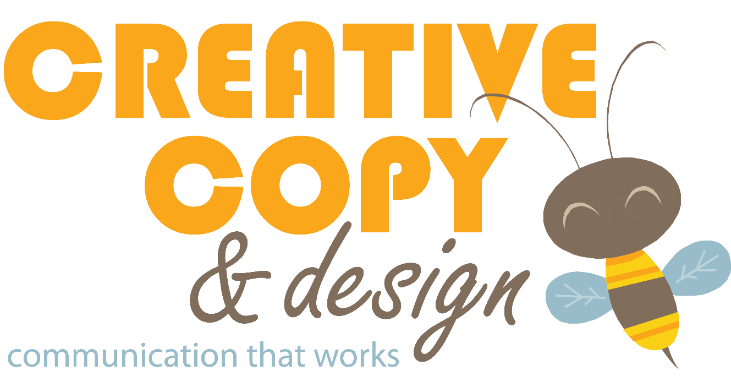 CREATIVE
COPY
& design
communication that works